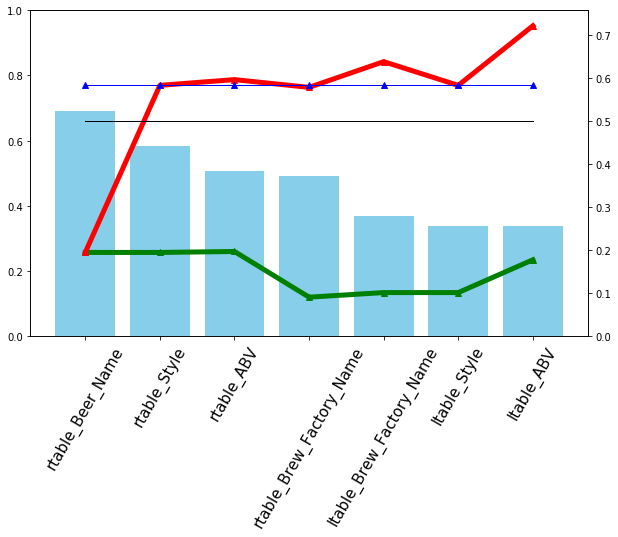 1.0
0.8
0.6
0.4
0.2
0.0
0.7
0.6
0.5
0.4
0.3
0.2
0.1
0.0
rtable_Beer_Name
rtable_Style
rtable_ABV
rtable_Brew_Factory_Name
ltable_Brew_Factory_Name
ltable_Style
ltable_ABV